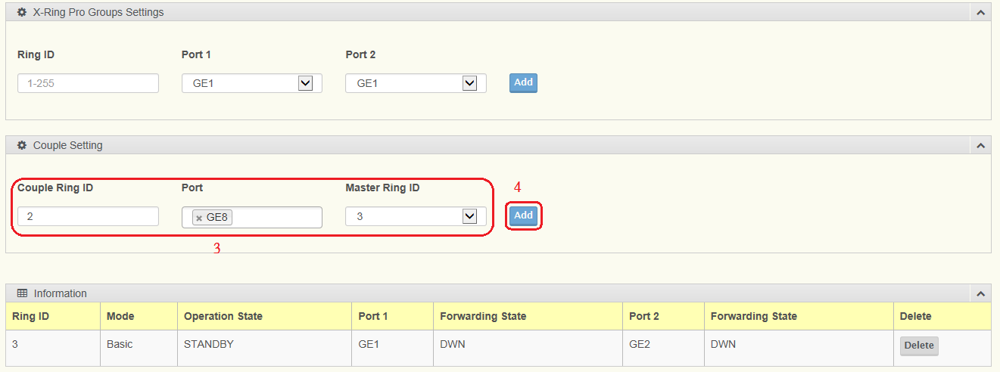 X-Ring Pro Groups Settings
Ring ID Port 1 Port 2
1-255 GE1 GE1 Add
Couple Setting
Couple Ring ID Port Master Ring ID 4
2 × GE8 3 Add
3
Information
Ring ID Mode Operation State Port 1 Forwarding State Port 2 Forwarding State Delete
3 Basic STANDBY GE1 DWN GE2 DWN Delete